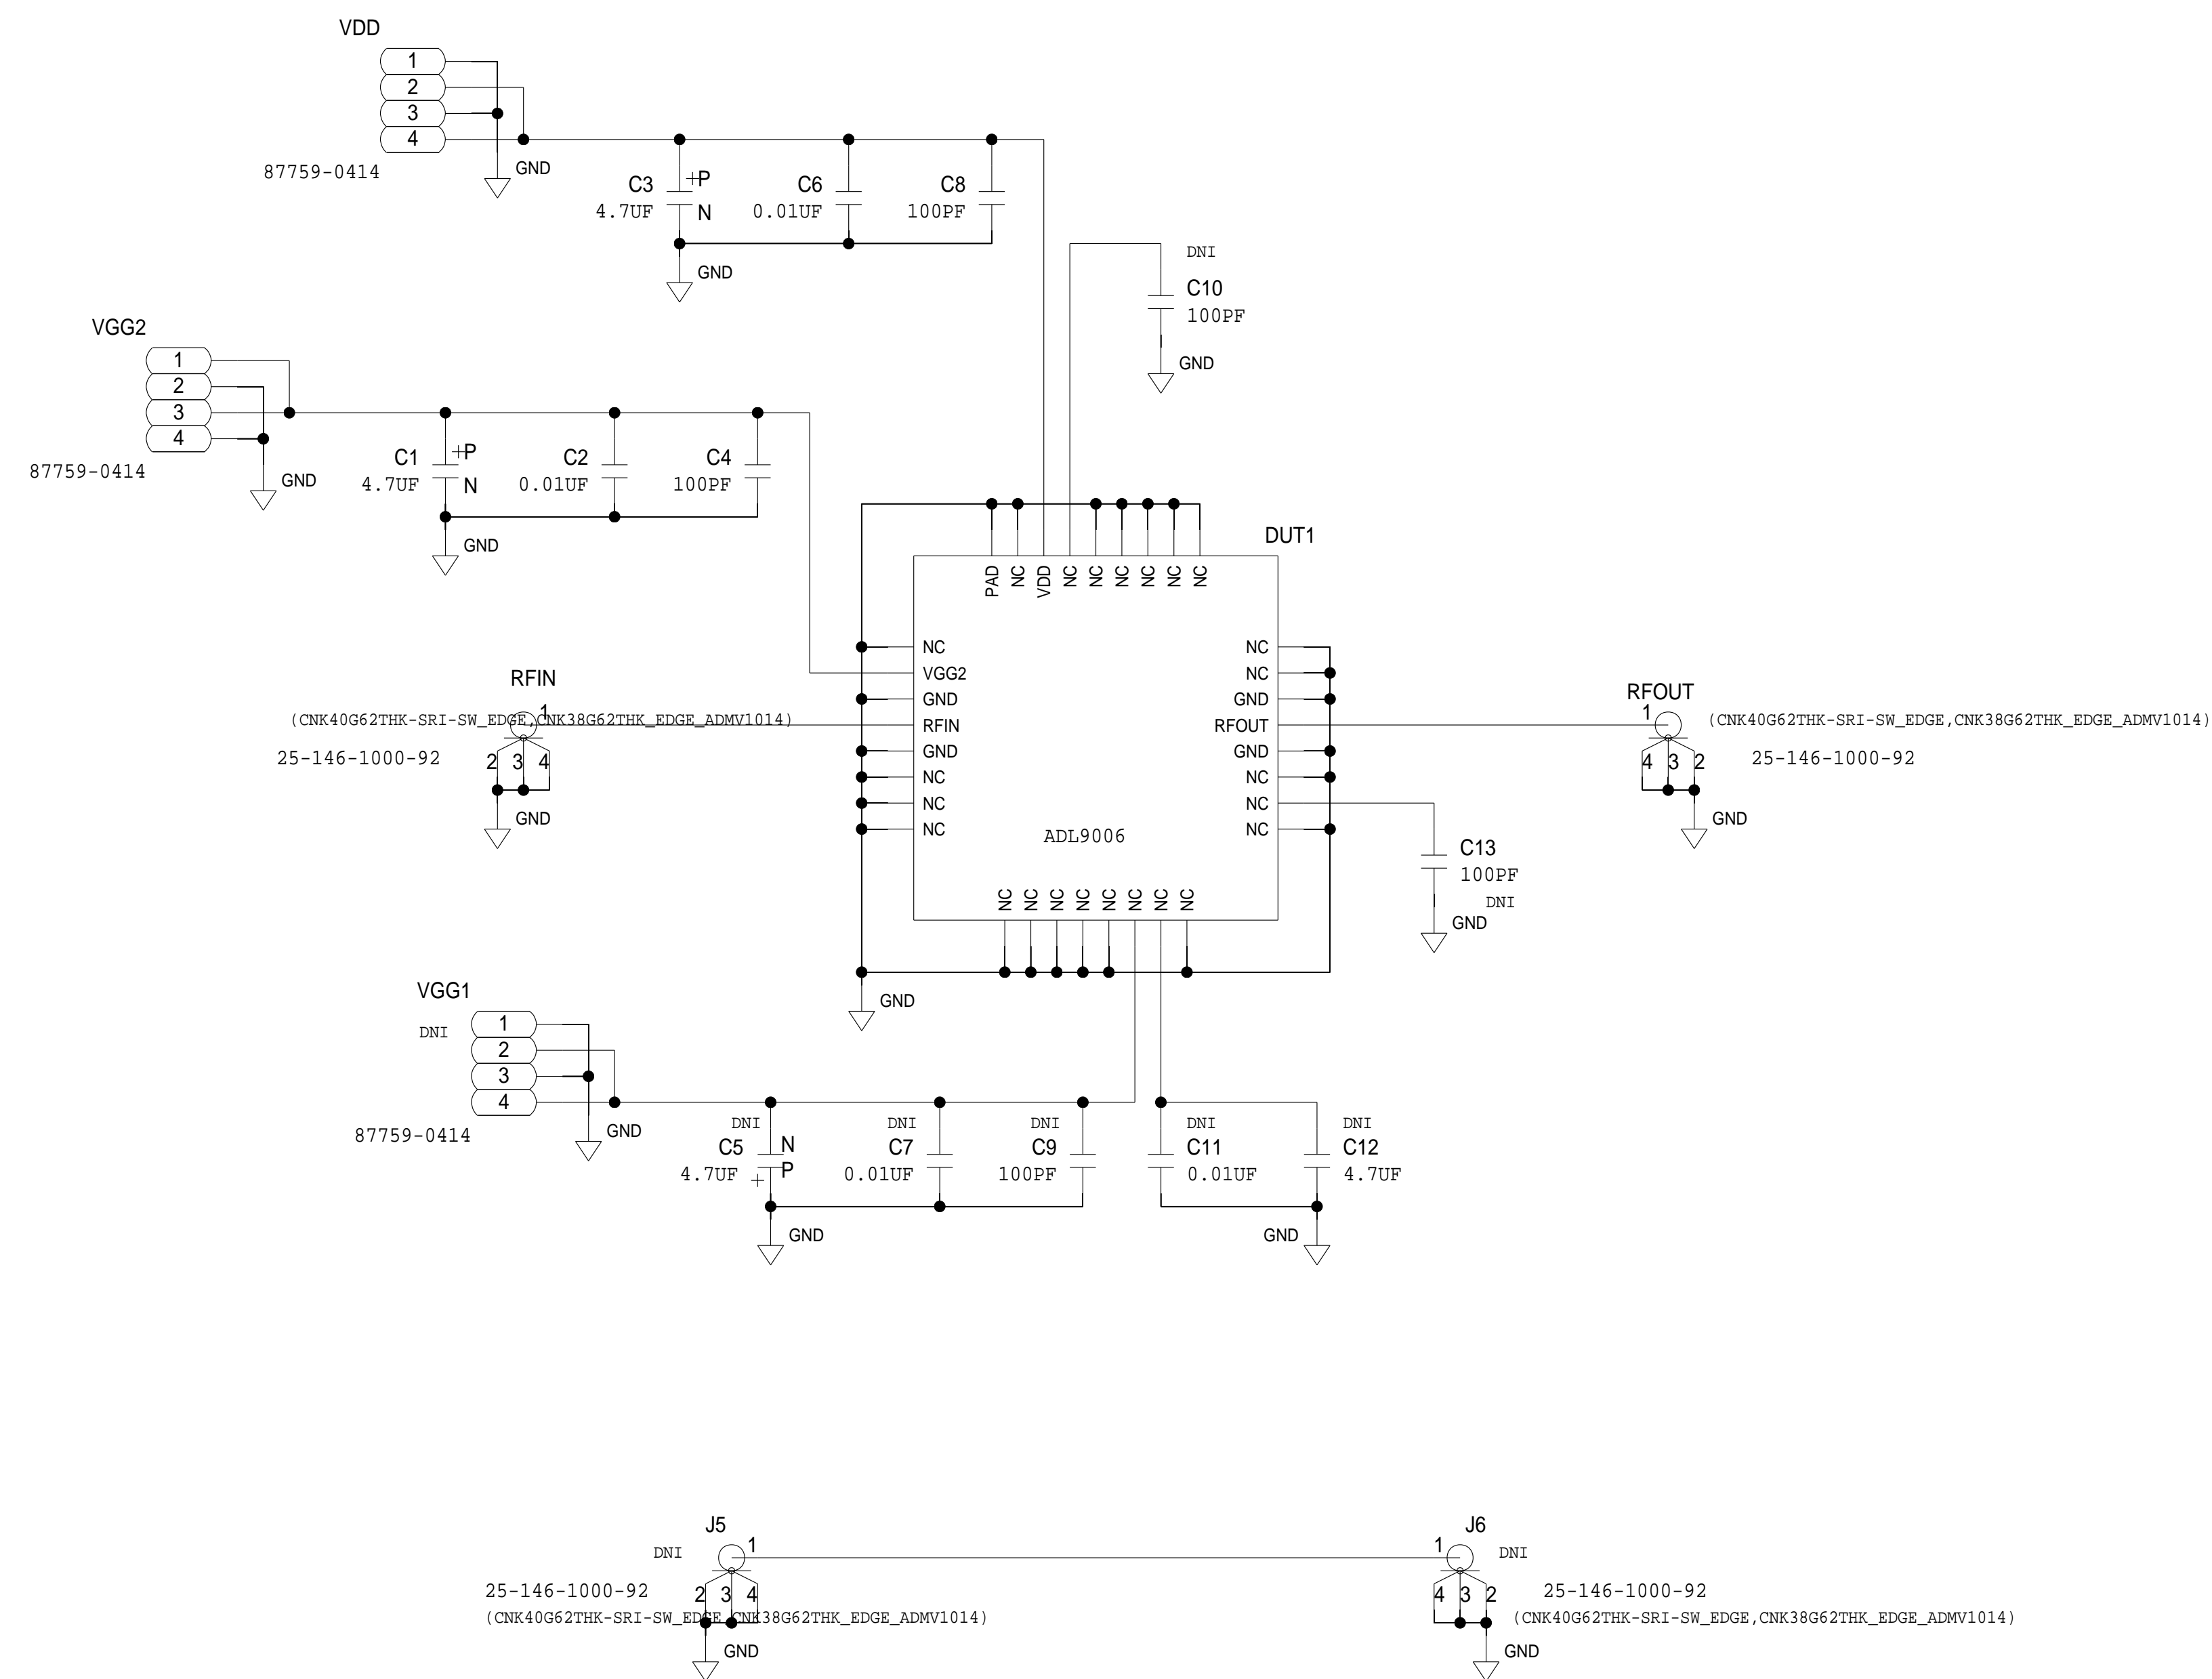 VDD
1
2
3
4
GND
87759-0414
C3
+P
4.7UF
N
C6
0.01UF
C8
100PF
GND
DNI
C10
100PF
GND
VGG2
1
2
3
4
87759-0414
GND
C1
+P
4.7UF
N
C2
0.01UF
C4
100PF
GND
DUT1
PAD
NC
VDD
NC
NC
NC
NC
NC
NC
NC
VGG2
GND
RFIN
GND
NC
NC
NC
NC
NC
GND
RFOUT
GND
NC
NC
NC
ADL9006
NC
NC
NC
NC
NC
NC
NC
NC
GND
RFIN
1
(CNK40G62THK-SRI-SW_EDGE,CNK38G62THK_EDGE_ADMV1014)
25-146-1000-92
2 3 4
GND
RFOUT
1
(CNK40G62THK-SRI-SW_EDGE,CNK38G62THK_EDGE_ADMV1014)
4 3 2
25-146-1000-92
GND
C13
100PF
DNI
GND
VGG1
DNI
1
2
3
4
87759-0414
GND
DNI
C5
N
4.7UF
+
P
DNI
C7
0.01UF
DNI
C9
100PF
GND
DNI
C11
0.01UF
DNI
C12
4.7UF
GND
J5
DNI
1
25-146-1000-92
2 3 4
(CNK40G62THK-SRI-SW_EDGE,CNK38G62THK_EDGE_ADMV1014)
GND
J6
1
DNI
4 3 2
25-146-1000-92
(CNK40G62THK-SRI-SW_EDGE,CNK38G62THK_EDGE_ADMV1014)
GND